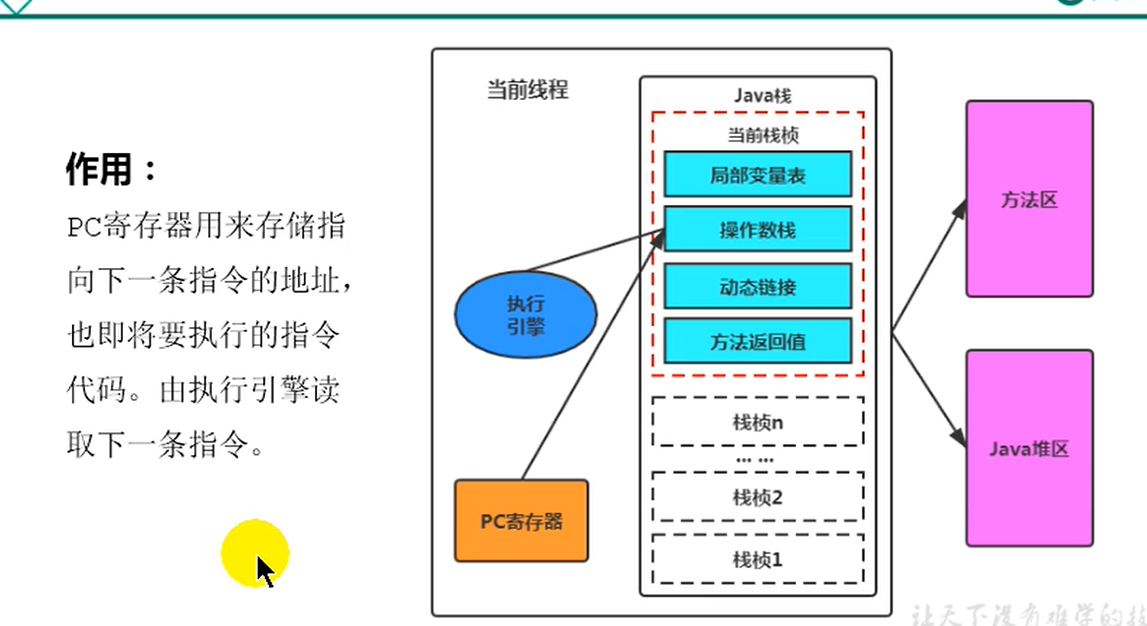 作用：
PC寄存器用来存储指
向下一条指令的地址，
也即将要执行的指令
代码。由执行引擎读
取下一条指令。
当前线程
Java栈
当前栈桢
局部变量表
操作数栈
动态链接
方法返回值
栈桢n
... ...
栈桢2
栈桢1
执行
引擎
PC寄存器
方法区
Java堆区
让天下没有难学的技